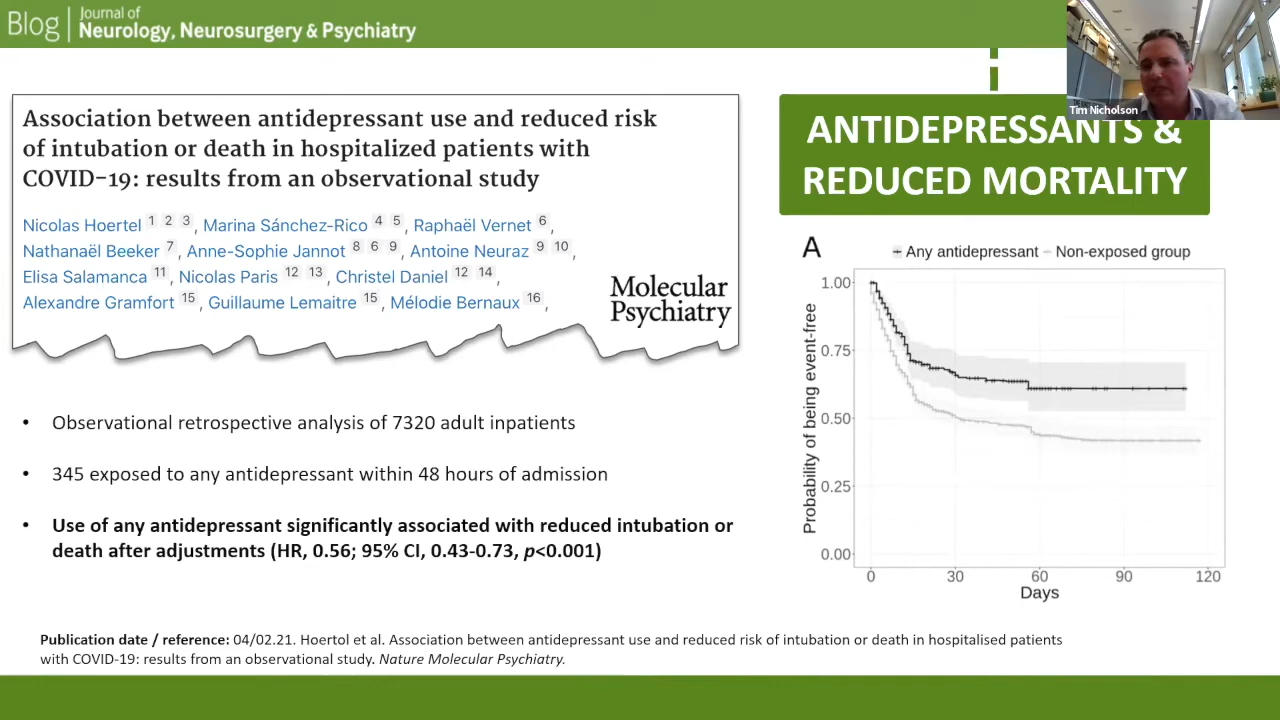 Blog | Journal of
Neurology, Neurosurgery & Psychiatry
Tim Nicholson
Association between antidepressant use and reduced risk
of intubation or death in hospitalized patients with
COVID-19: results from an observational study
Nicolas Hoertel 1 2 3 , Marina Sánchez-Rico 4 5 , Raphaël Vernet 6 ,
Nathanaël Beeker 7 , Anne-Sophie Jannot 8 6 9 , Antoine Neuraz 9 10 ,
Elisa Salamanca 11 , Nicolas Paris 12 13 , Christel Daniel 12 14 ,
Alexandre Gramfort 15 , Guillaume Lemaitre 15 , Mélodie Bernaux 16 ,
Molecular
Psychiatry
• Observational retrospective analysis of 7320 adult inpatients
• 345 exposed to any antidepressant within 48 hours of admission
• Use of any antidepressant significantly associated with reduced intubation or
death after adjustments (HR, 0.56; 95% CI, 0.43-0.73, p<0.001)
ANTIDEPRESSANTS &
REDUCED MORTALITY
A
Any antidepressant Non-exposed group
Probability of being event-free
1.00
0.75
0.50
0.25
0.00
0 30 60 90 120
Days
Publication date / reference: 04/02.21. Hoertol et al. Association between antidepressant use and reduced risk of intubation or death in hospitalised patients
with COVID-19: results from an observational study. Nature Molecular Psychiatry.